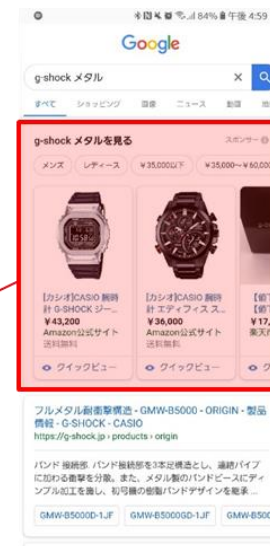 84% 午後 4:59
Google
g-shock メタル
すべて ショッピング 画像 ニュース 動画
g-shock メタルを見る スポンサー
メンズ レディース ￥35,000以下 ￥35,000～￥60,000
[カシオ]CASIO 腕時
計 G-SHOCK ジー...
￥43,200
Amazon公式サイト
送料無料
クイックビュー
[カシオ]CASIO 腕時
計 エディフィス ス...
￥36,000
Amazon公式サイト
送料無料
クイックビュー
￥17,
フルメタル耐衝撃構造 - GMW-B5000 - ORIGIN - 製品
情報 - G-SHOCK - CASIO
https://g-shock.jp › products › origin
バンド 接続部. バンド接続部を3本足構造とし、連結パイプ
に加わる衝撃を分散。また、メタル製のバンドピースにディ
ンプル加工を施し、初号機の樹脂バンドデザインを継承 ...
GMW-B5000D-1JF GMW-B5000GD-1JF GMW-B500